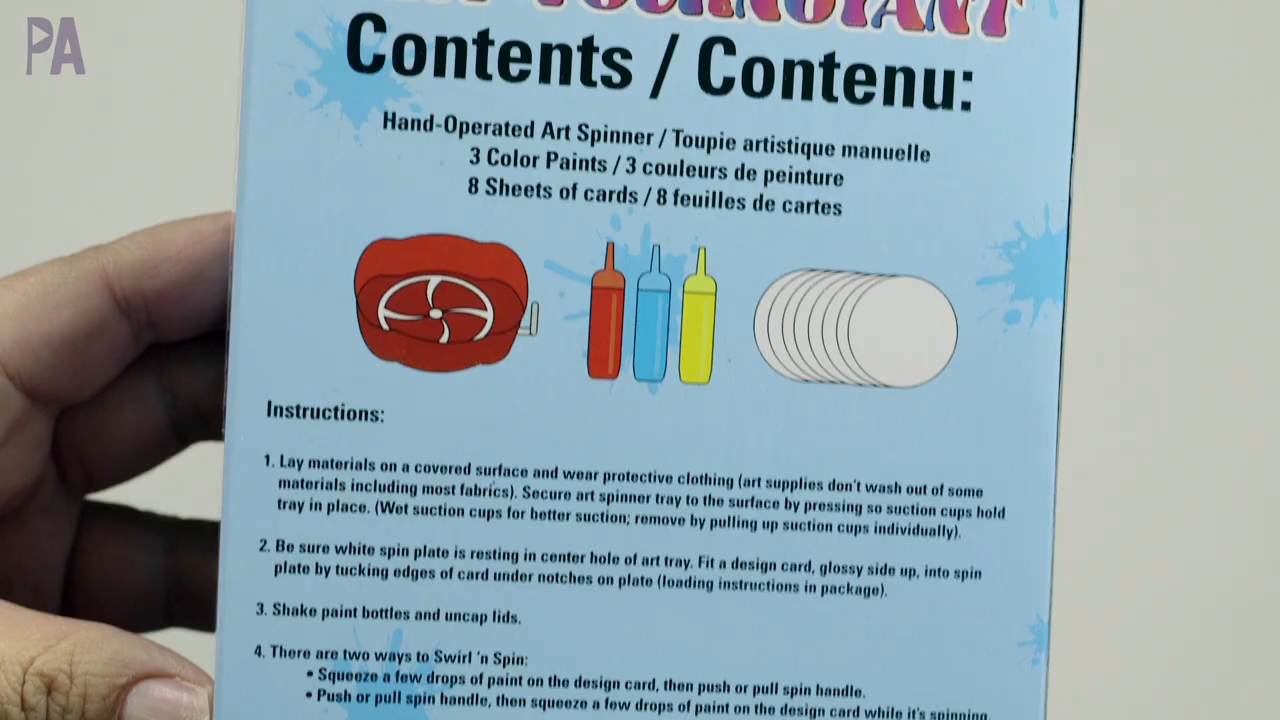 PA
TOURNOYANT
Contents / Contenu:
Hand-Operated Art Spinner / Toupie artistique manuelle
3 Color Paints / 3 couleurs de peinture
8 Sheets of cards / 8 feuilles de cartes
Instructions:
1. Lay materials on a covered surface and wear protective clothing (art supplies don't wash out of some
materials including most fabrics). Secure art spinner tray to the surface by pressing so suction cups hold
tray in place. (Wet suction cups for better suction; remove by pulling up suction cups individually).
2. Be sure white spin plate is resting in center hole of art tray. Fit a design card, glossy side up, into spin
plate by tucking edges of card under notches on plate (loading instructions in package).
3. Shake paint bottles and uncap lids.
4. There are two ways to Swirl 'n Spin:
• Squeeze a few drops of paint on the design card, then push or pull spin handle.
• Push or pull spin handle, then squeeze a few drops of paint on the design card while it's spinning.